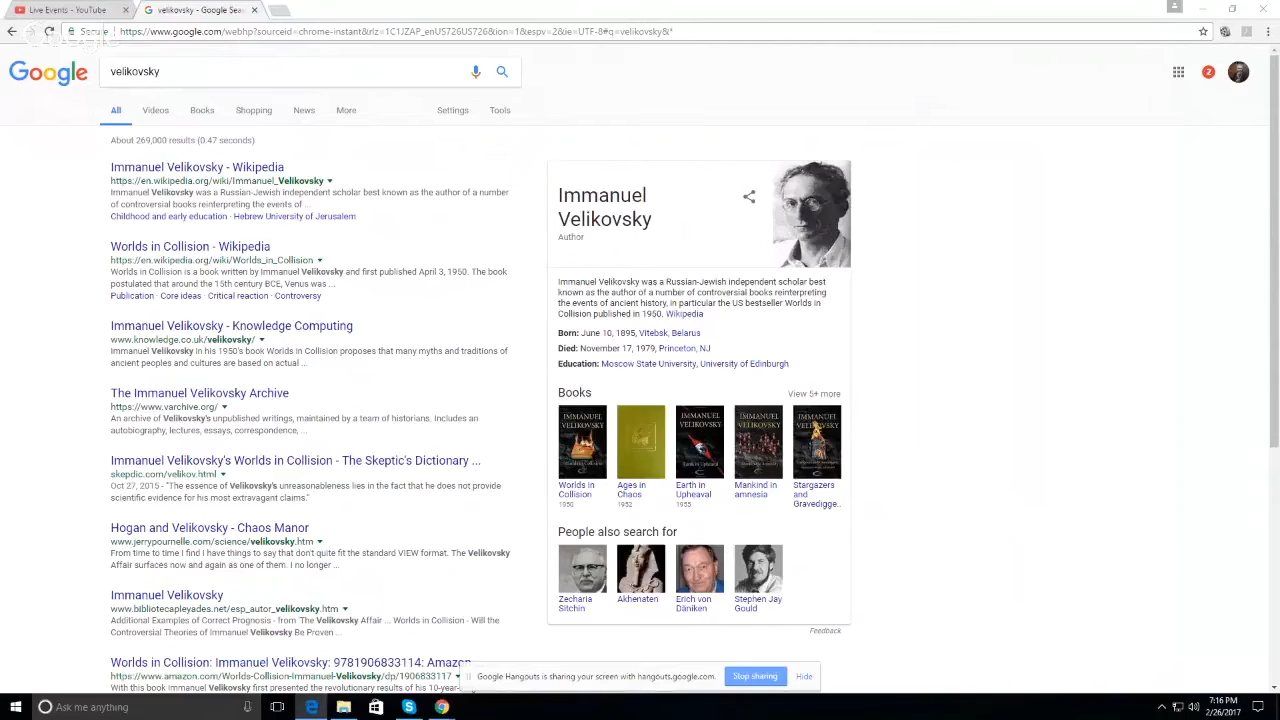 Live Events - YouTube
velikovsky - Google Sear
Secure
https://www.google.com/webhp?sourceid=chrome-instant&rlz=1C1JZAP_enUS726US726&ion=1&espv=2&ie=UTF-8#q=velikovsky&*
Google
velikovsky
2
All Videos Books Shopping News More Settings Tools
About 269,000 results (0.47 seconds)
Immanuel Velikovsky - Wikipedia
https://en.wikipedia.org/wiki/Immanuel_Velikovsky
Immanuel Velikovsky was a Russian-Jewish independent scholar best known as the author of a number
of controversial books reinterpreting the events of ...
Childhood and early education · Hebrew University of Jerusalem
Worlds in Collision - Wikipedia
https://en.wikipedia.org/wiki/Worlds_in_Collision
Worlds in Collision is a book written by Immanuel Velikovsky and first published April 3, 1950. The book
postulated that around the 15th century BCE, Venus was ...
Publication · Core ideas · Critical reaction · Controversy
Immanuel Velikovsky - Knowledge Computing
www.knowledge.co.uk/velikovsky/
Immanuel Velikovsky in his 1950's book Worlds in Collision proposes that many myths and traditions of
ancient peoples and cultures are based on actual ...
The Immanuel Velikovsky Archive
https://www.varchive.org/
An archive of Velikovsky's unpublished writings, maintained by a team of historians. Includes an
autobiography, lectures, essays, correspondence, ...
Immanuel Velikovsky's Worlds in Collision - The Skeptic's Dictionary ...
skepdic.com/velikov.html
Oct 27, 2015 - "The essence of Velikovsky's unreasonableness lies in the fact that he does not provide
scientific evidence for his most extravagant claims."
Hogan and Velikovsky - Chaos Manor
www.jerrypournelle.com/science/velikovsky.htm
From time to time I find I have things to say that don't quite fit the standard VIEW format. The Velikovsky
Affair surfaces now and again as one of them. I no longer ...
Immanuel Velikovsky
www.bibliotecapleyades.net/esp_autor_velikovsky.htm
Additional Examples of Correct Prognosis - from 'The Velikovsky Affair ... Worlds in Collision - Will the
Controversial Theories of Immanuel Velikovsky Be Proven ...
Worlds in Collision: Immanuel Velikovsky: 9781906833114: Amazon
https://www.amazon.com/Worlds-Collision-Immanuel-Velikovsky/dp/1906833117
With this book Immanuel Velikovsky first presented the revolutionary results of his 10-year-
Immanuel
Velikovsky
Author
Immanuel Velikovsky was a Russian-Jewish independent scholar best
known as the author of a number of controversial books reinterpreting
the events of ancient history, in particular the US bestseller Worlds in
Collision published in 1950. Wikipedia
Born: June 10, 1895, Vitebsk, Belarus
Died: November 17, 1979, Princeton, NJ
Education: Moscow State University, University of Edinburgh
Books View 5+ more
IMMANUEL VELIKOVSKY
IMMANUEL VELIKOVSKY
IMMANUEL VELIKOVSKY
IMMANUEL VELIKOVSKY
Worlds in Collision 1950
Ages in Chaos 1952
Earth in Upheaval 1955
Mankind in amnesia
Stargazers and Gravedigge..
People also search for
Zecharia Sitchin
Akhenaten
Erich von Däniken
Stephen Jay Gould
Feedback
Google Hangouts is sharing your screen with hangouts.google.com.
Stop sharing
Hide
Ask me anything
7:16 PM
2/26/2017